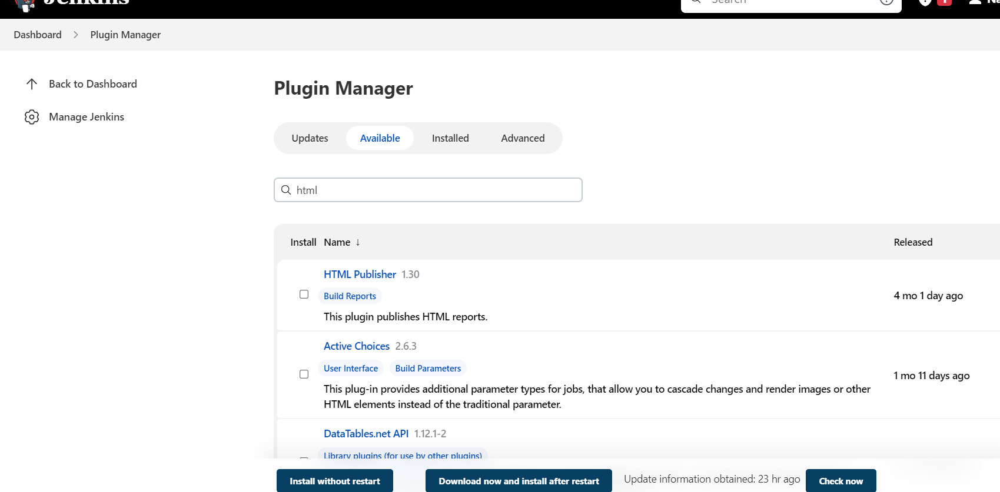 Jenkins
Search
1
Dashboard > Plugin Manager
Back to Dashboard
Manage Jenkins
Plugin Manager
Updates Available Installed Advanced
html
Install Name ↓ Released
HTML Publisher 1.30
Build Reports
4 mo 1 day ago
This plugin publishes HTML reports.
Active Choices 2.6.3
User Interface Build Parameters
1 mo 11 days ago
This plug-in provides additional parameter types for jobs, that allow you to cascade changes and render images or other
HTML elements instead of the traditional parameter.
DataTables.net API 1.12.1-2
Library plugins (for use by other plugins)
Install without restart Download now and install after restart Update information obtained: 23 hr ago Check now